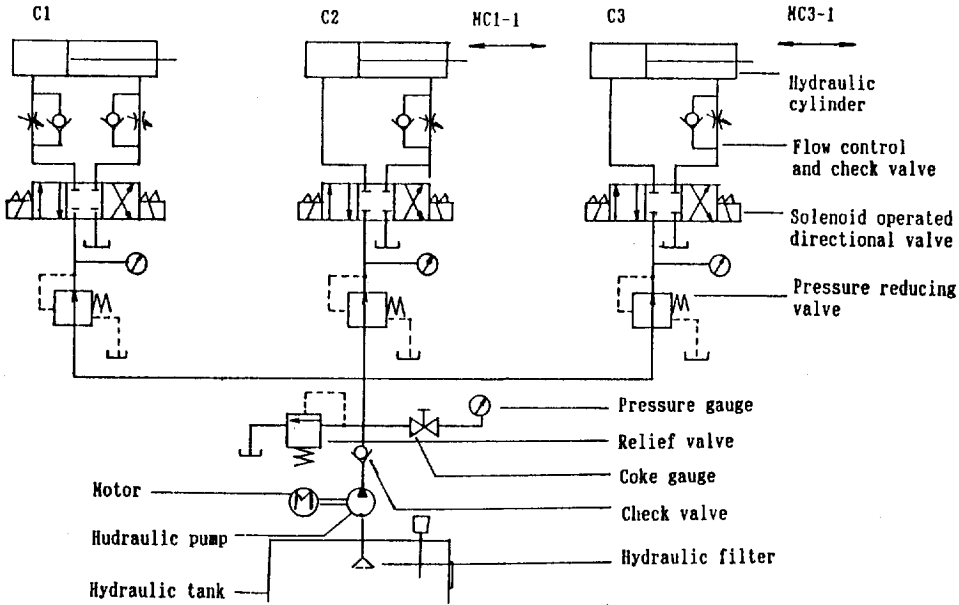 C1
C2
MC1-1
C3
MC3-1
Hydraulic
cylinder
Flow control
and check valve
Solenoid operated
directional valve
Pressure reducing
valve
Pressure gauge
Relief valve
Coke gauge
Motor
M
Check valve
Hudraulic pump
Hydraulic filter
Hydraulic tank